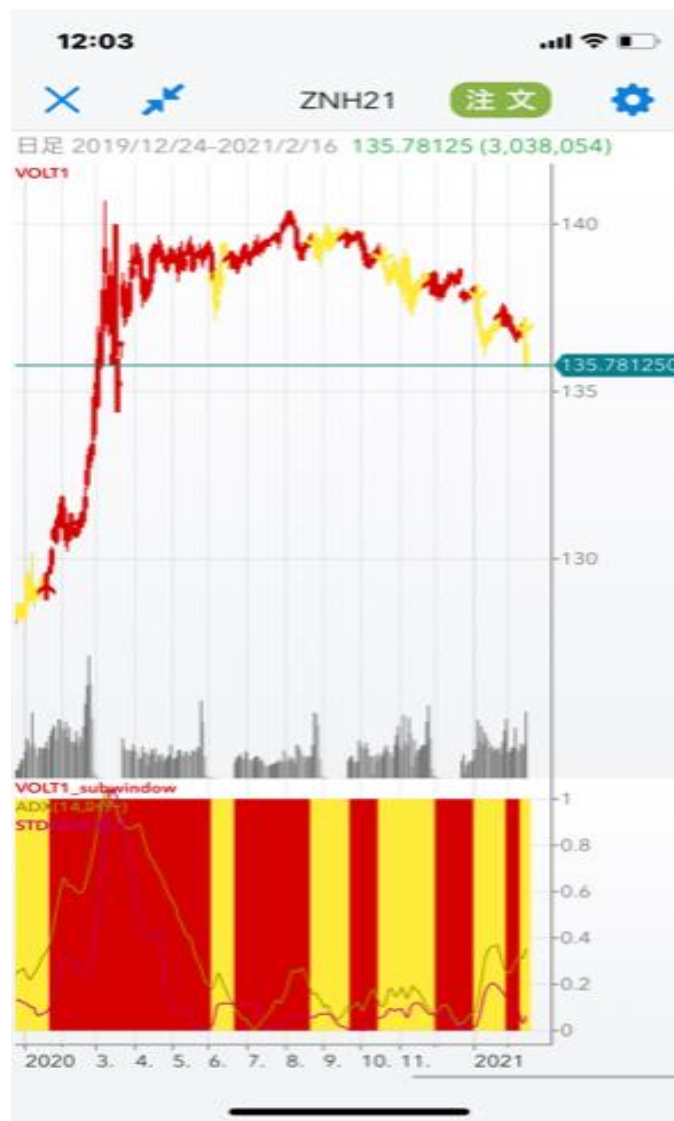 12:03
ZNH21 注文
日足 2019/12/24-2021/2/16 135.78125 (3,038,054)
VOLT1
140
135.781250
135
130
VOLT1_subwindow
1
STD
0.8
0.6
0.4
0.2
0
2020 3. 4. 5. 6. 7. 8. 9. 10. 11. 2021